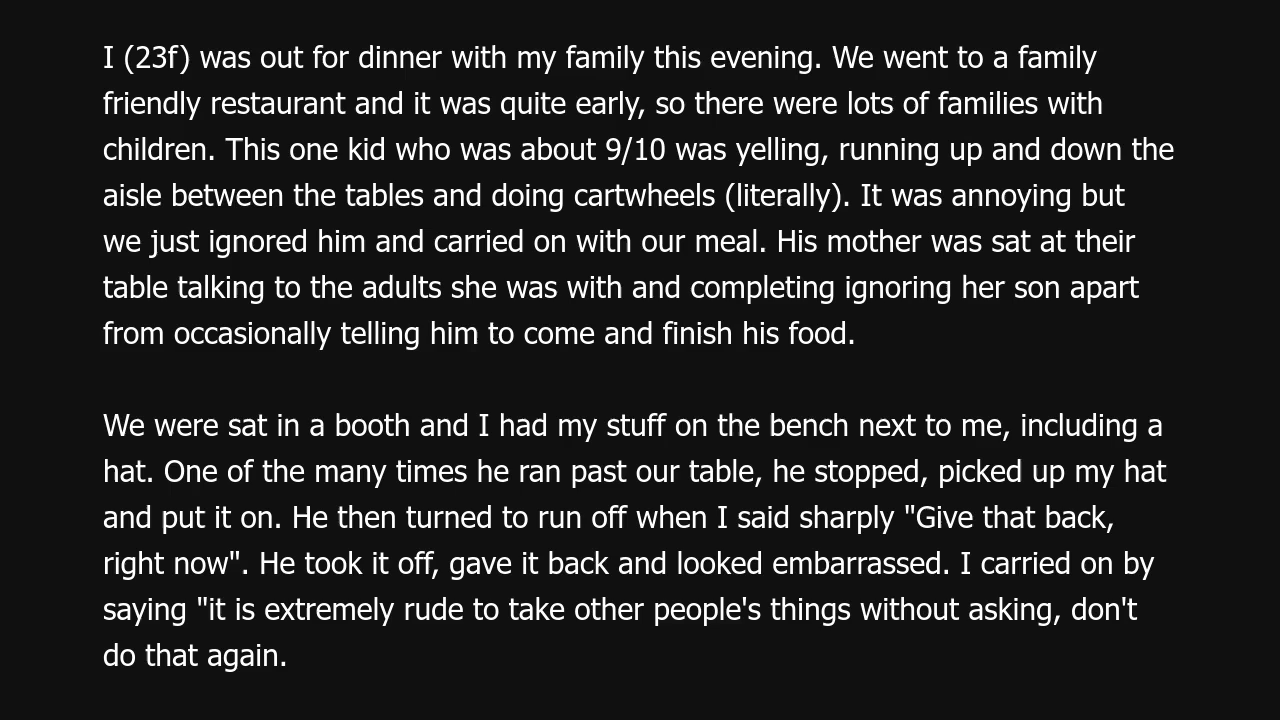 I (23f) was out for dinner with my family this evening. We went to a family
friendly restaurant and it was quite early, so there were lots of families with
children. This one kid who was about 9/10 was yelling, running up and down the
aisle between the tables and doing cartwheels (literally). It was annoying but
we just ignored him and carried on with our meal. His mother was sat at their
table talking to the adults she was with and completing ignoring her son apart
from occasionally telling him to come and finish his food.
We were sat in a booth and I had my stuff on the bench next to me, including a
hat. One of the many times he ran past our table, he stopped, picked up my hat
and put it on. He then turned to run off when I said sharply "Give that back,
right now". He took it off, gave it back and looked embarrassed. I carried on by
saying "it is extremely rude to take other people's things without asking, don't
do that again.